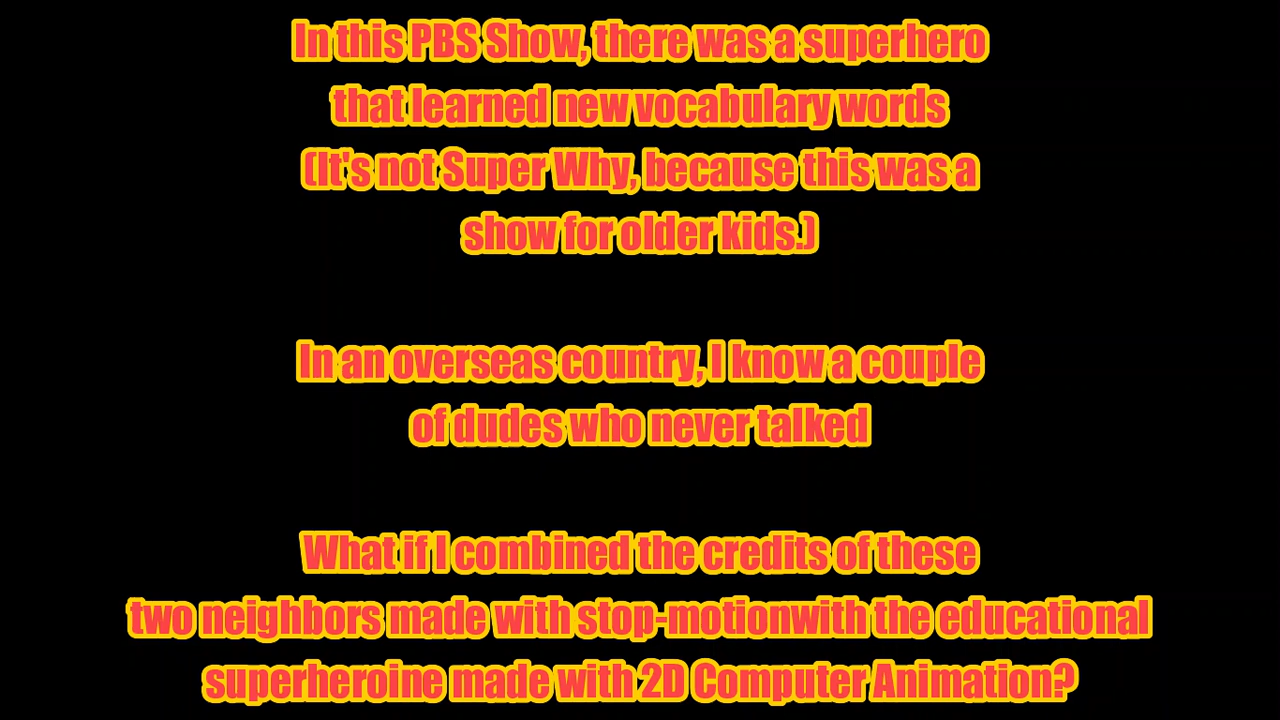 In this PBS Show, there was a superhero
that learned new vocabulary words
(It's not Super Why, because this was a
show for older kids.)
In an overseas country, I know a couple
of dudes who never talked
What if I combined the credits of these
two neighbors made with stop-motionwith the educational
superheroine made with 2D Computer Animation?